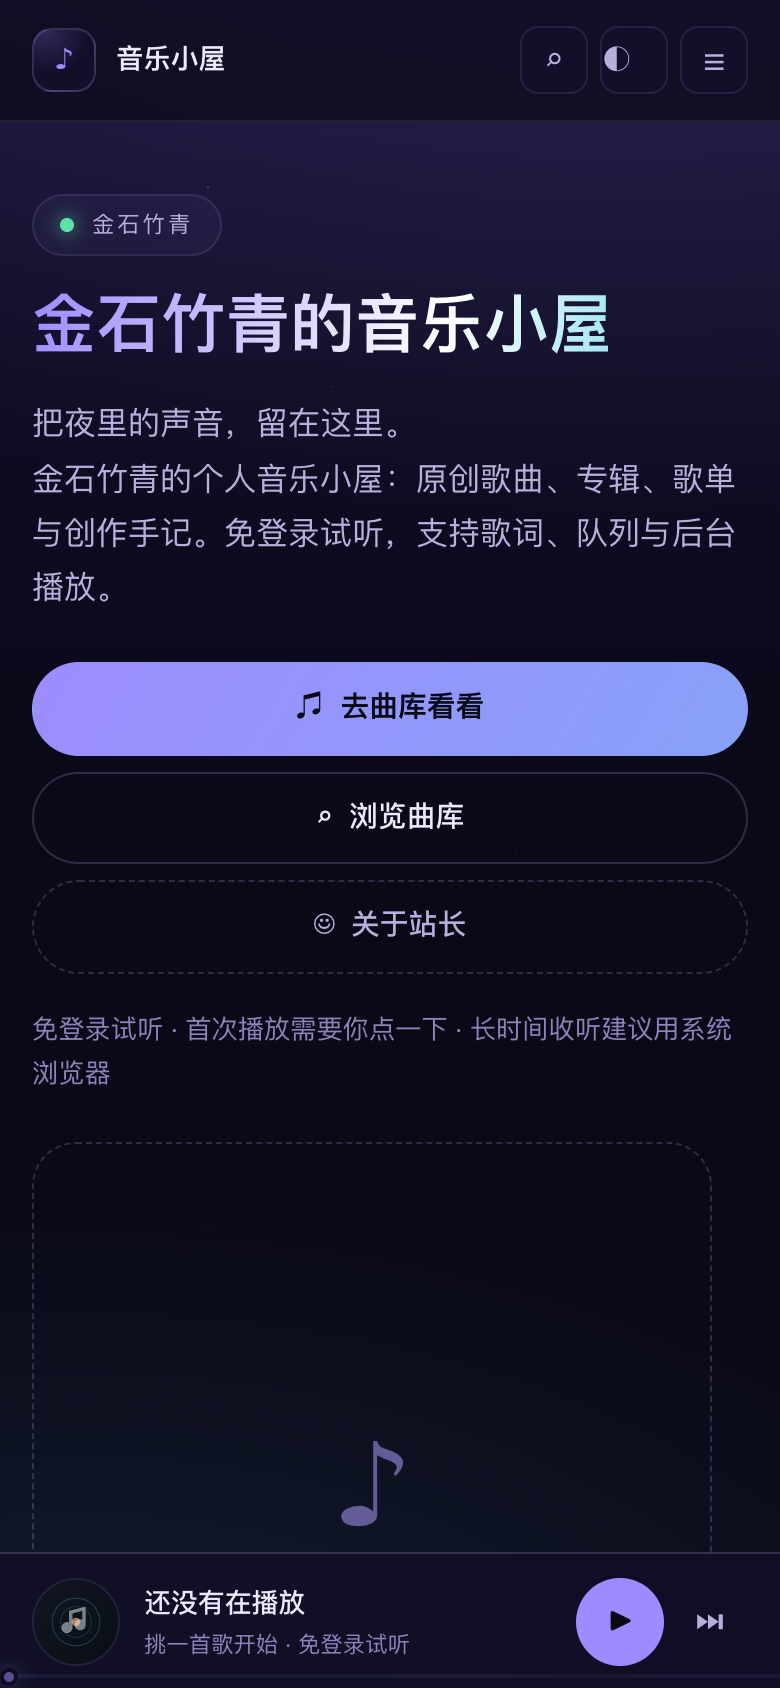 音乐小屋
金石竹青
金石竹青的音乐小屋
把夜里的声音，留在这里。
金石竹青的个人音乐小屋：原创歌曲、专辑、歌单
与创作手记。免登录试听，支持歌词、队列与后台
播放。
去曲库看看
浏览曲库
关于站长
免登录试听 · 首次播放需要你点一下 · 长时间收听建议用系统
浏览器
还没有在播放
挑一首歌开始 · 免登录试听